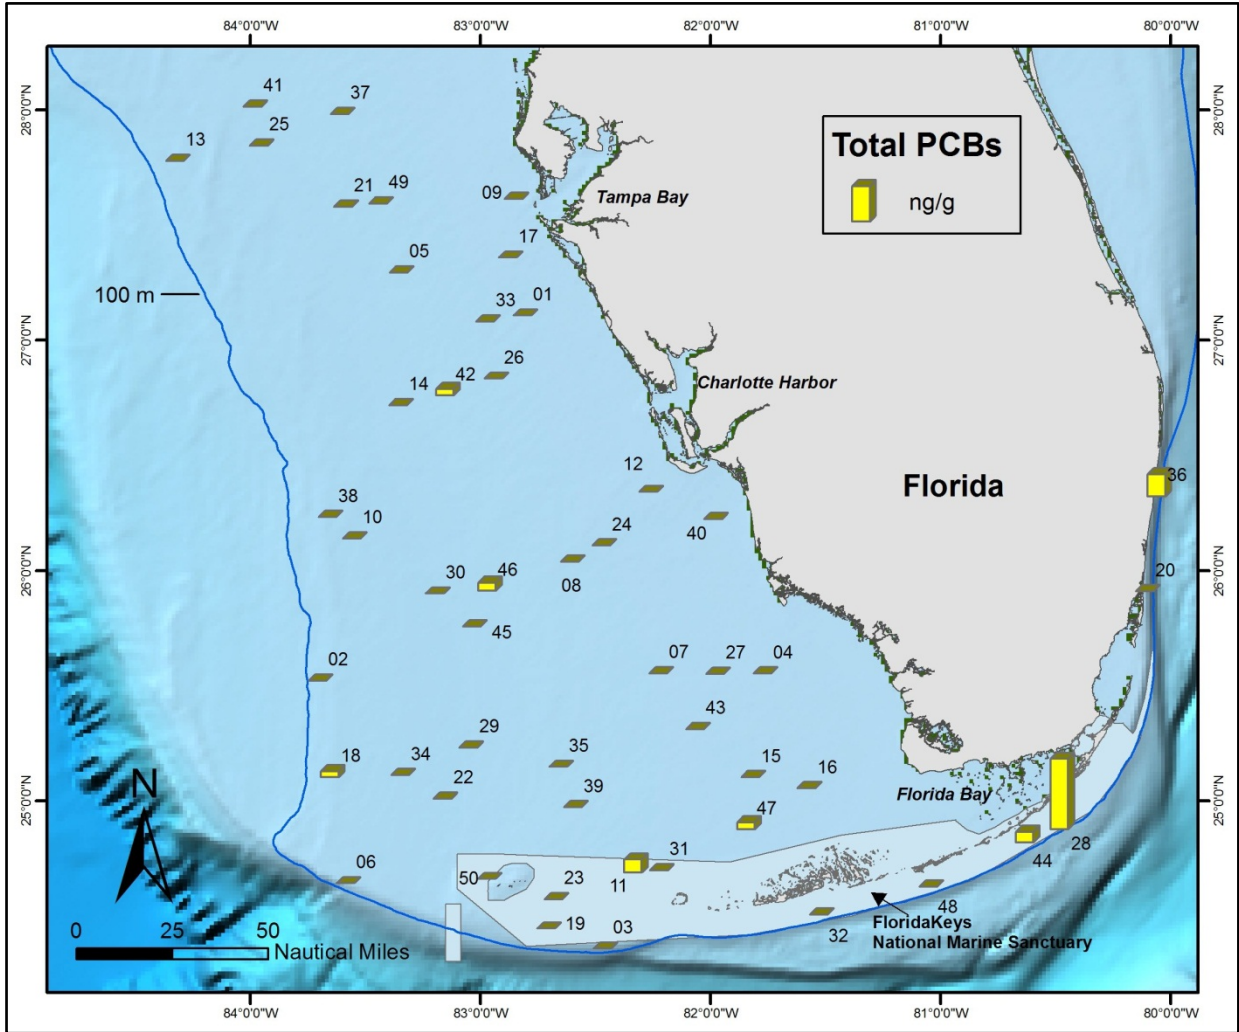 84°0'0"W 83°0'0"W 82°0'0"W 81°0'0"W 80°0'0"W
28°0'0"N 28°0'0"N
41 37
25
13
Total PCBs
ng/g
21 49
09 Tampa Bay
17
05
100 m
33 01
27°0'0"N 27°0'0"N
26
42
14
Charlotte Harbor
12
Florida
36
38
10
24
40
08
26°0'0"N 26°0'0"N
20
30 46
45
02
07 27 04
43
29
18 34
35
15
22
39
16
Florida Bay
25°0'0"N 25°0'0"N
N
47
44 28
06
50
31
11
23
48
19 03
32
FloridaKeys
National Marine Sanctuary
0 25 50
Nautical Miles
84°0'0"W 83°0'0"W 82°0'0"W 81°0'0"W 80°0'0"W